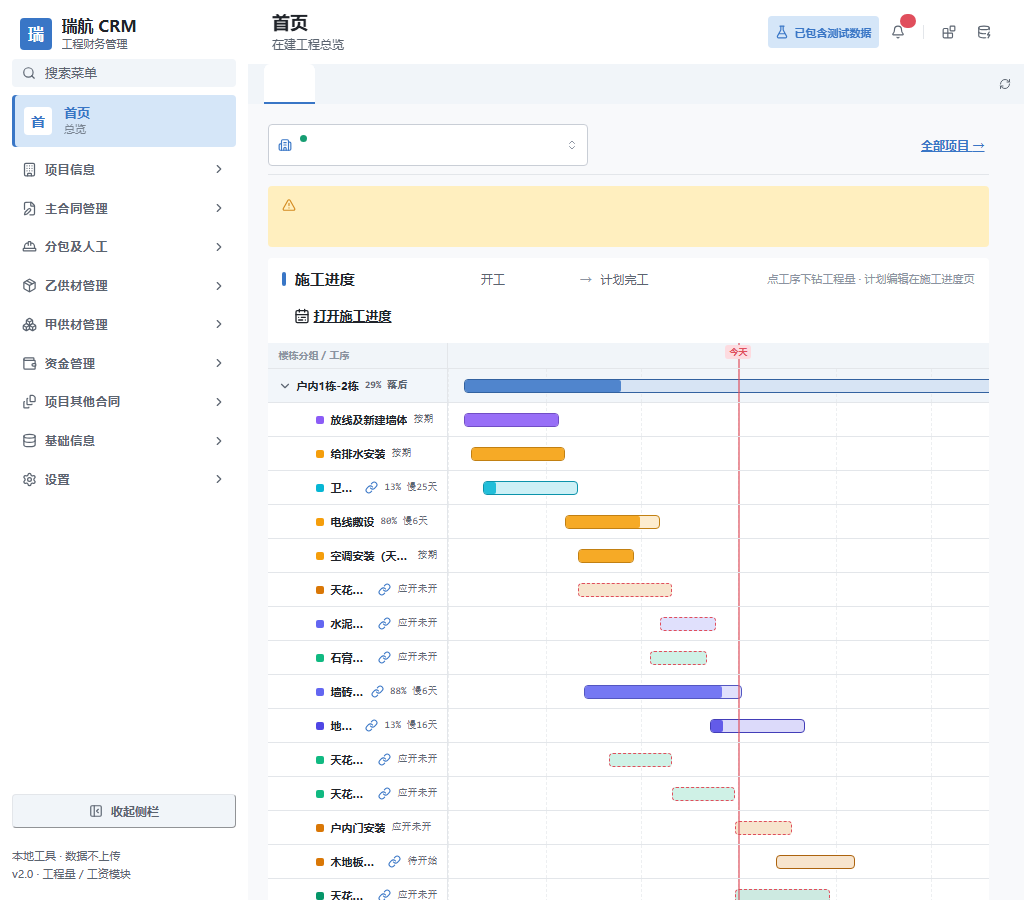 瑞
瑞航 CRM
工程财务管理
搜索菜单
首
首页
总览
项目信息
主合同管理
分包及人工
乙供材管理
甲供材管理
资金管理
项目其他合同
基础信息
设置
收起侧栏
本地工具 · 数据不上传
v2.0 · 工程量 / 工资模块
首页
在建工程总览
已包含测试数据
全部项目 →
施工进度
开工
→ 计划完工
点工序下钻工程量 · 计划编辑在施工进度页
打开施工进度
楼栋分组 / 工序
今天
户内1栋-2栋 29% 落后
放线及新建墙体 按期
给排水安装 按期
卫... 13% 慢25天
电线敷设 80% 慢6天
空调安装（天... 按期
天花... 应开未开
水泥... 应开未开
石膏... 应开未开
墙砖... 88% 慢6天
地... 13% 慢16天
天花... 应开未开
天花... 应开未开
户内门安装 应开未开
木地板... 待开始
天花... 应开未开